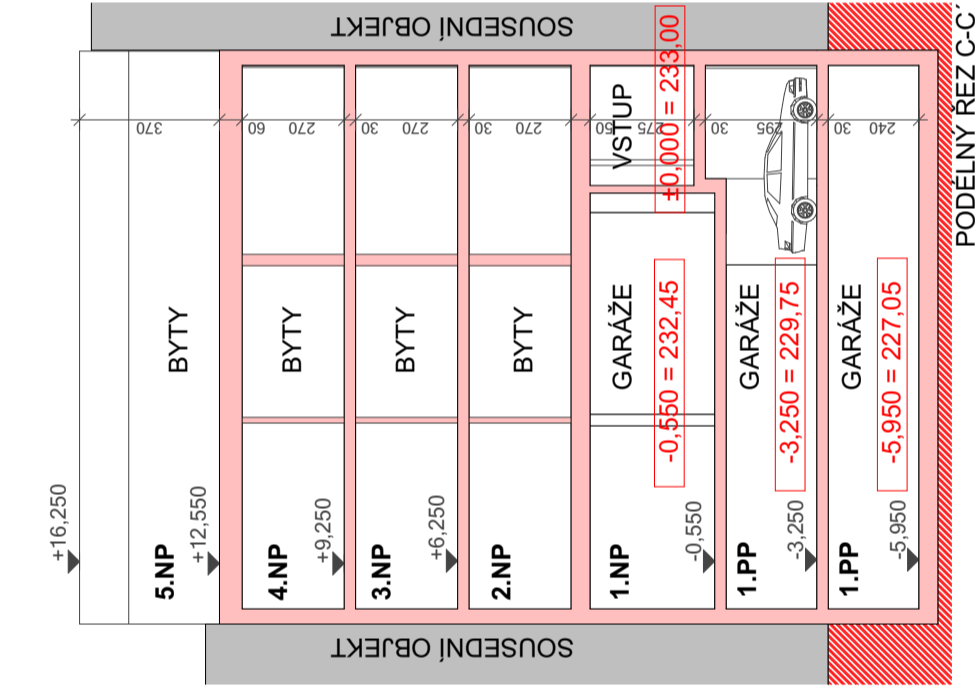 SOUSEDNÍ OBJEKT
SOUSEDNÍ OBJEKT
+16,250
5.NP
BYTY
370
+12,550
60
4.NP
BYTY
270
+9,250
30
3.NP
BYTY
270
+6,250
30
2.NP
BYTY
270
50
1.NP
GARÁŽE
VSTUP
275
-0,550 = 232,45
±0,000 = 233,00
-0,550
30
1.PP
GARÁŽE
295
-3,250 = 229,75
-3,250
30
1.PP
GARÁŽE
240
-5,950 = 227,05
-5,950
PODÉLNÝ ŘEZ C-C´